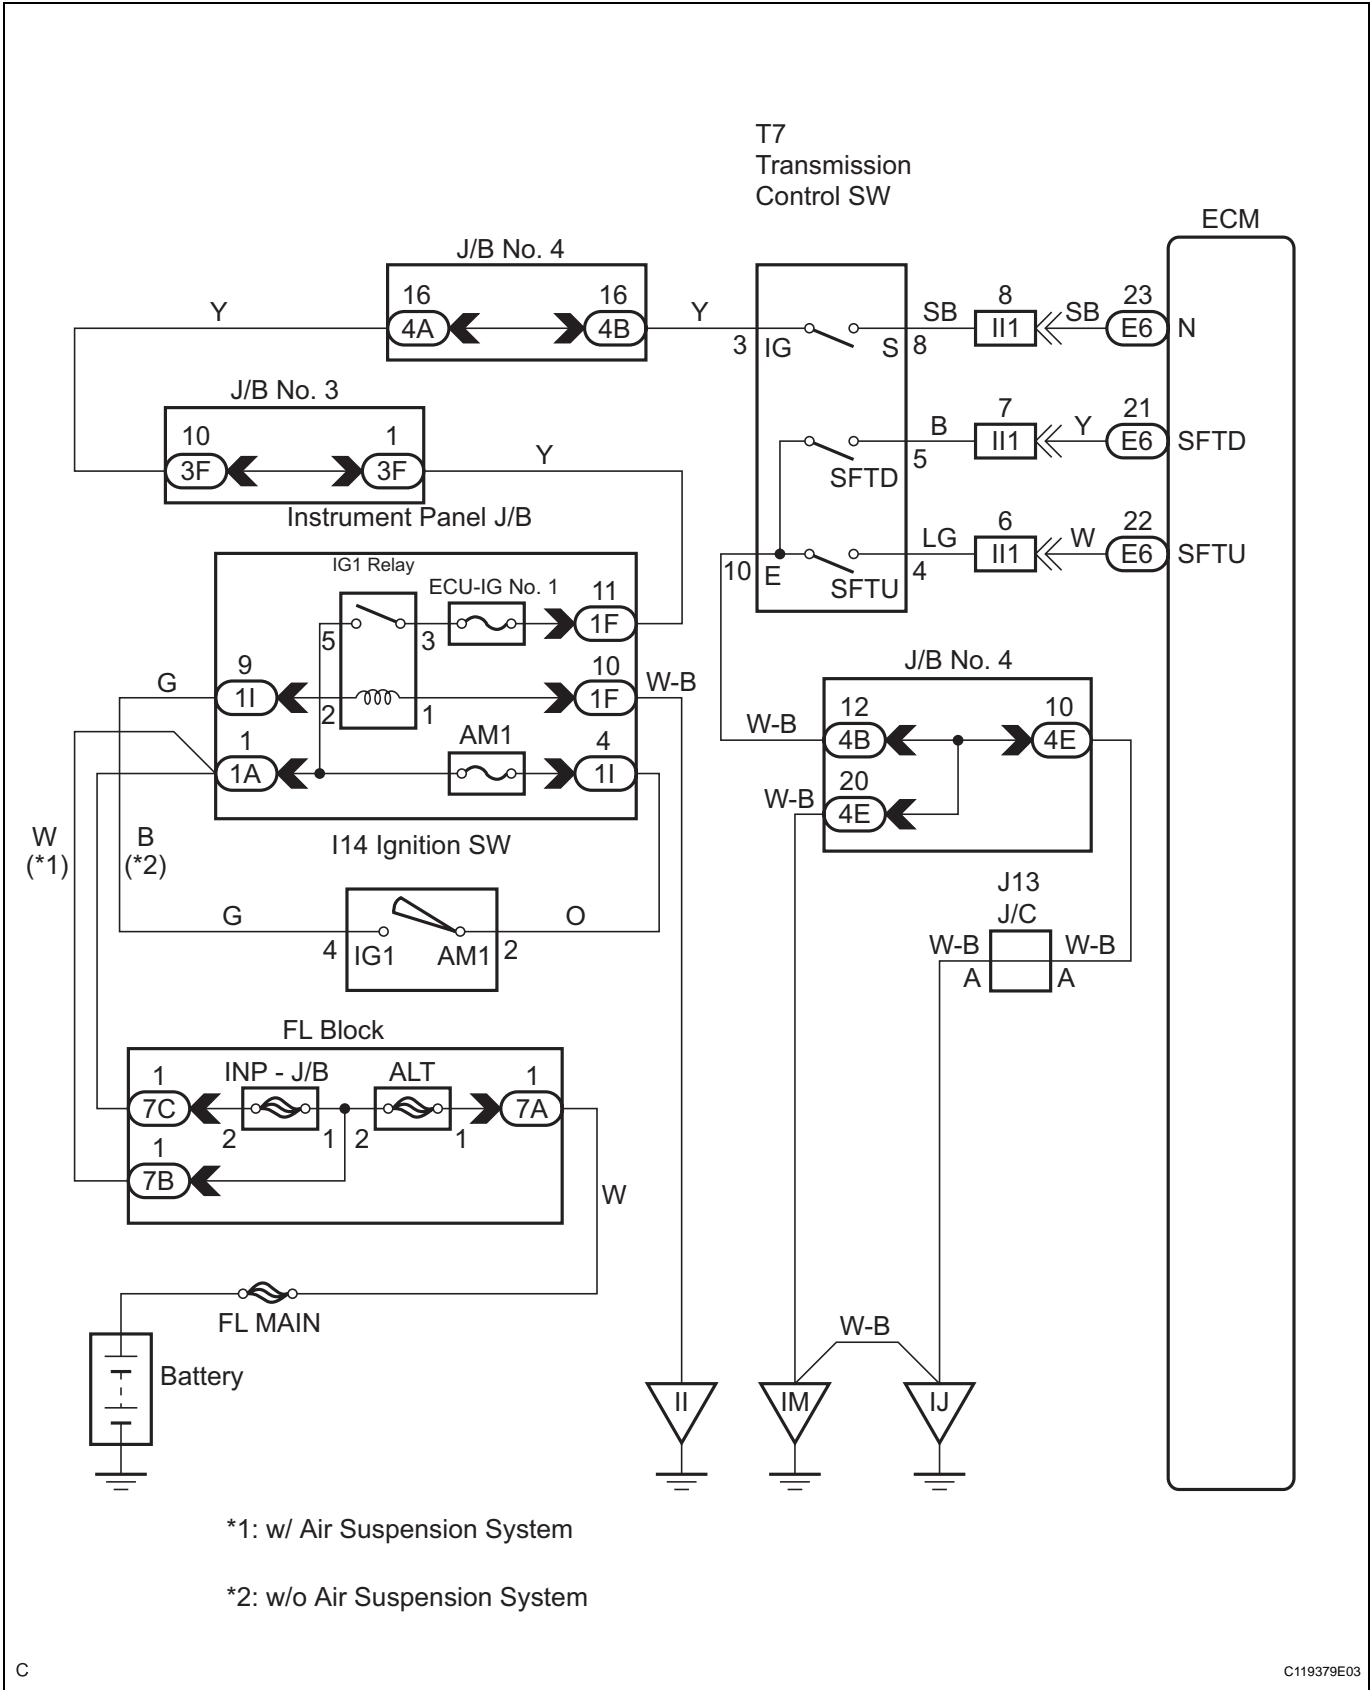 T7
Transmission
Control SW
ECM
J/B No. 4
16
4A
16
4B
Y
Y
3
IG
S
8
SB
8
II1
SB
23
E6
N
J/B No. 3
10
3F
1
3F
Y
SFTD
5
B
7
II1
Y
21
E6
SFTD
Instrument Panel J/B
10
E
SFTU
4
LG
6
II1
W
22
E6
SFTU
IG1 Relay
ECU-IG No. 1
11
1F
5
3
G
9
1I
2
1
10
1F
W-B
1
1A
AM1
4
1I
J/B No. 4
W-B
12
4B
10
4E
W-B
20
4E
W
(*1)
B
(*2)
I14 Ignition SW
G
4
IG1
AM1
2
O
J13
J/C
W-B
A
W-B
A
FL Block
1
7C
INP - J/B
2
1
ALT
2
1
1
7A
1
7B
W
FL MAIN
Battery
W-B
II
IM
IJ
*1: w/ Air Suspension System
*2: w/o Air Suspension System
C
C119379E03